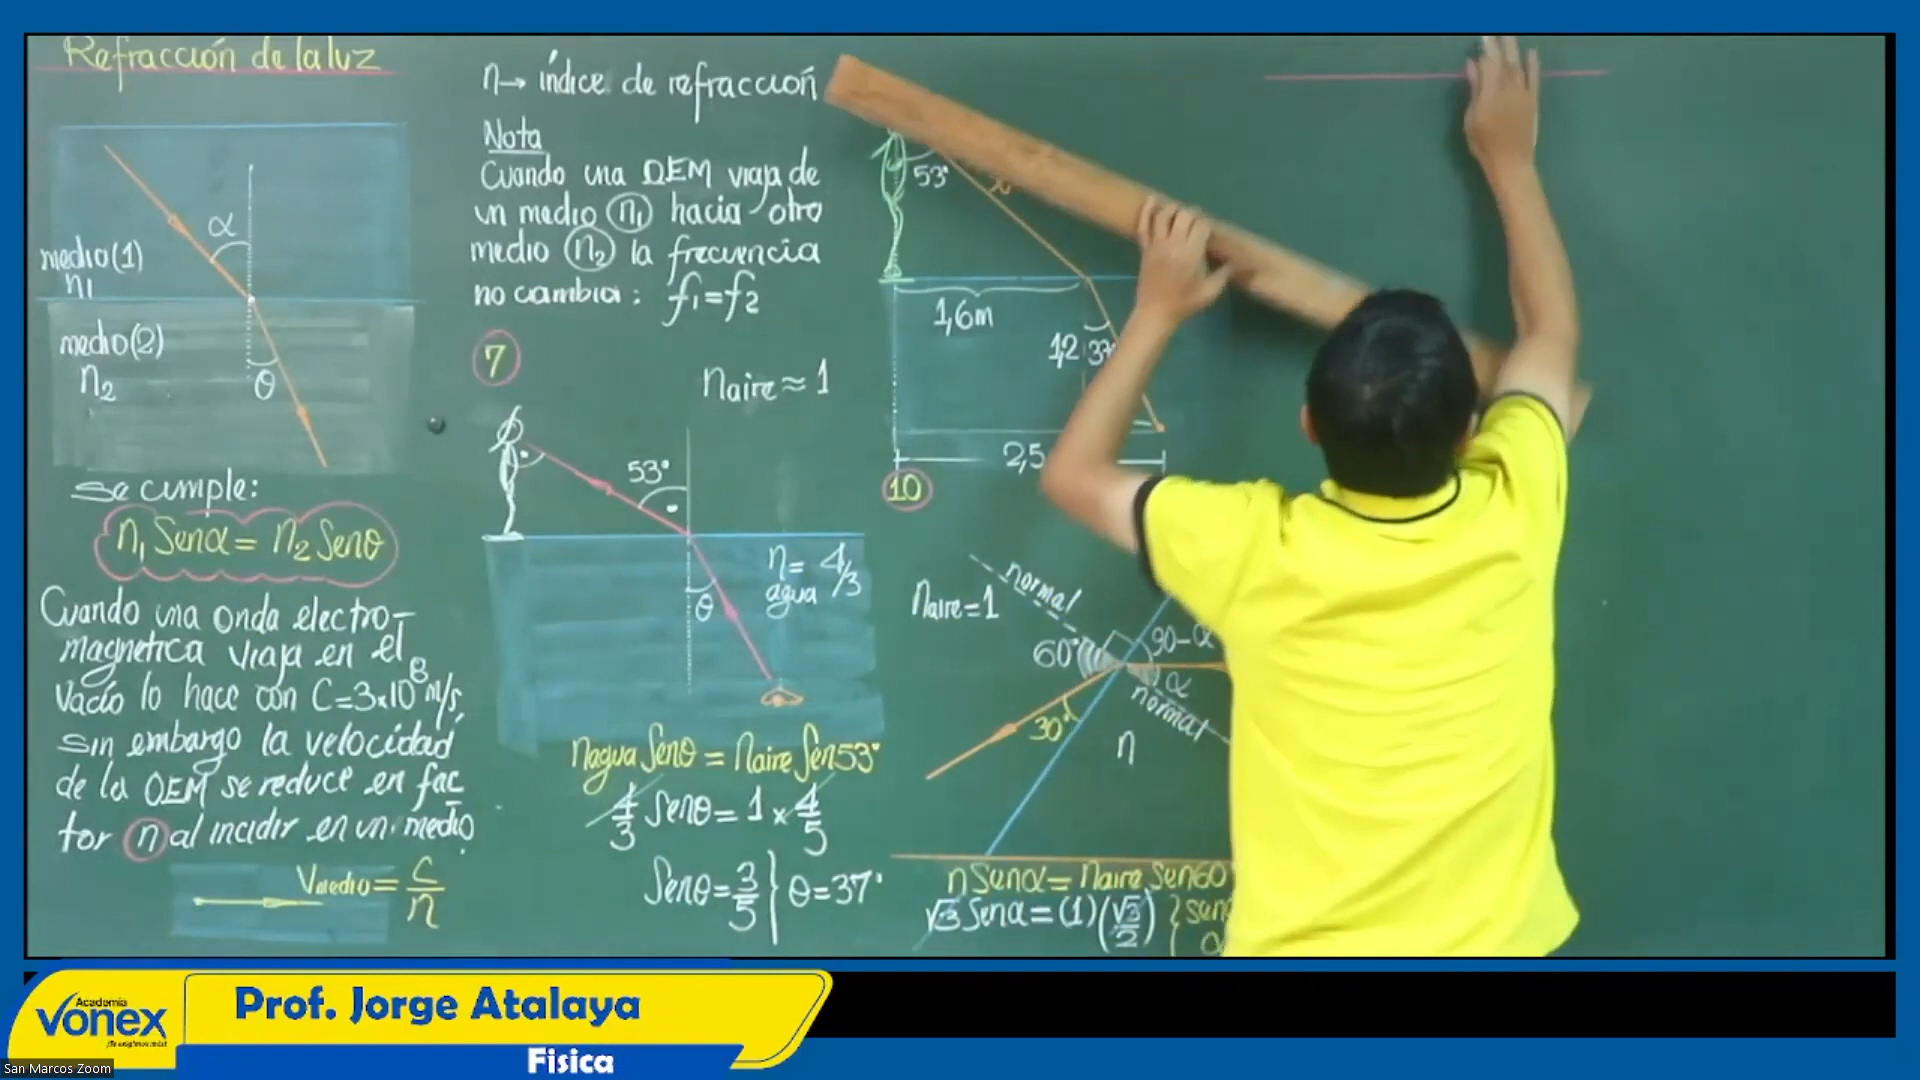 Refracción de la luz
α
medio(1)
n1
medio(2)
n2
θ
se cumple:
n1 Senα = n2 Senθ
Cuando una onda electro-
magnetica viaja en el
vacío lo hace con C=3x10⁸m/s,
sin embargo la velocidad
de la OEM se reduce en fac-
tor n al incidir en un medio.
Vmedio = C/n
n→ índice de refracción
Nota
Cuando una OEM viaja de
un medio n1 hacia otro
medio n2 la frecuencia
no cambia: f1=f2
7
naire ≈ 1
53°
θ
n = 4/3
agua
nagua Senθ = naire Sen53°
4/3 Senθ = 1 x 4/5
Senθ = 3/5 } θ=37°
53°
1,6m
1,2
37
2,5
10
naire=1
normal
60°
90-α
α
normal
30°
n
nSenα = naire Sen60
√3 Senα = (1)(√3/2)
Academia
vonex
Prof. Jorge Atalaya
Física
San Marcos Zoom